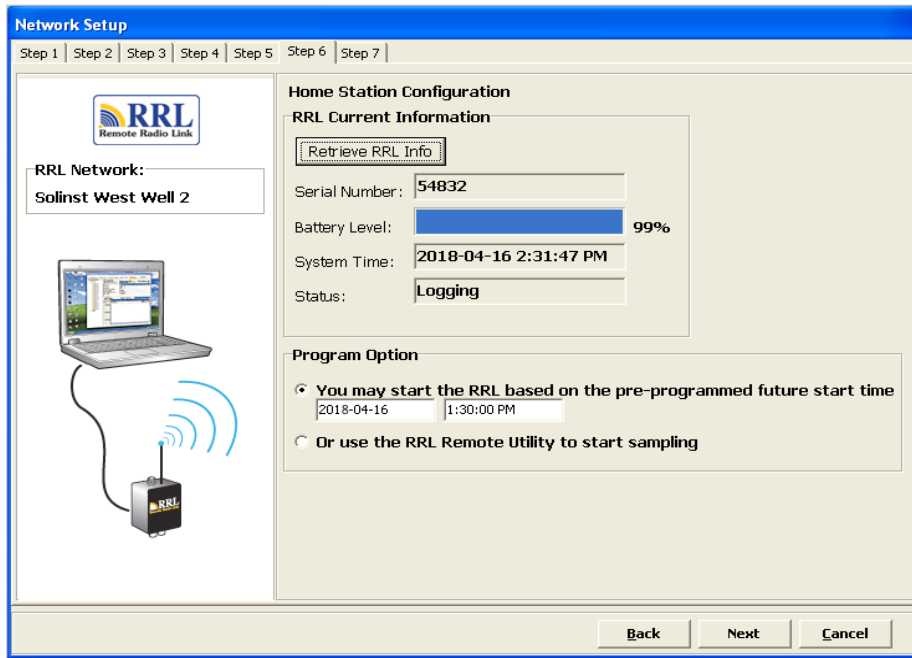 Network Setup
Step 1 Step 2 Step 3 Step 4 Step 5 Step 6 Step 7
RRL
Remote Radio Link
RRL Network:
Solinst West Well 2
RRL
Home Station Configuration
RRL Current Information
Retrieve RRL Info
Serial Number: 54832
Battery Level: 99%
System Time: 2018-04-16 2:31:47 PM
Status: Logging
Program Option
You may start the RRL based on the pre-programmed future start time
2018-04-16 1:30:00 PM
Or use the RRL Remote Utility to start sampling
Back Next Cancel